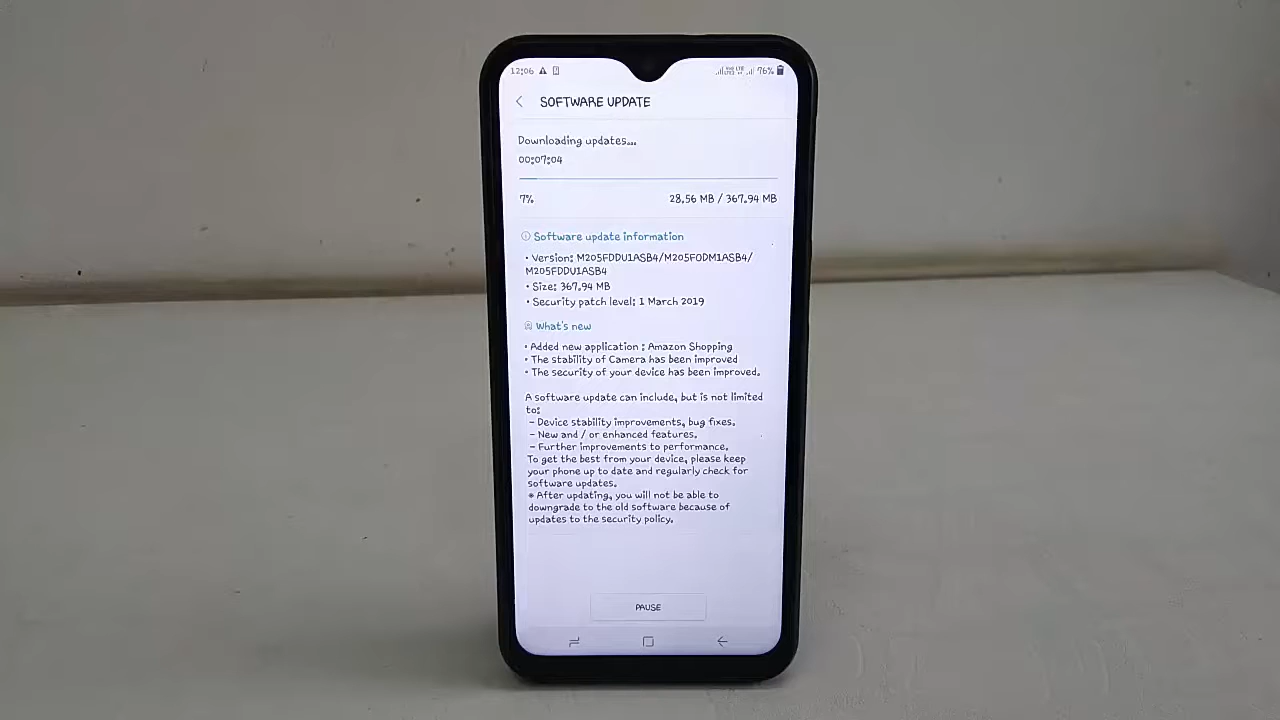 12:06 76%
SOFTWARE UPDATE
Downloading updates...
00:07:04
7% 28.56 MB / 367.94 MB
Software update information
• Version: M205FDDU1ASB4/M205FODM1ASB4/
M205FDDU1ASB4
• Size: 367.94 MB
• Security patch level: 1 March 2019
What's new
• Added new application : Amazon Shopping
• The stability of Camera has been improved
• The security of your device has been improved.
A software update can include, but is not limited
to:
- Device stability improvements, bug fixes.
- New and / or enhanced features.
- Further improvements to performance.
To get the best from your device, please keep
your phone up to date and regularly check for
software updates.
* After updating, you will not be able to
downgrade to the old software because of
updates to the security policy.
PAUSE